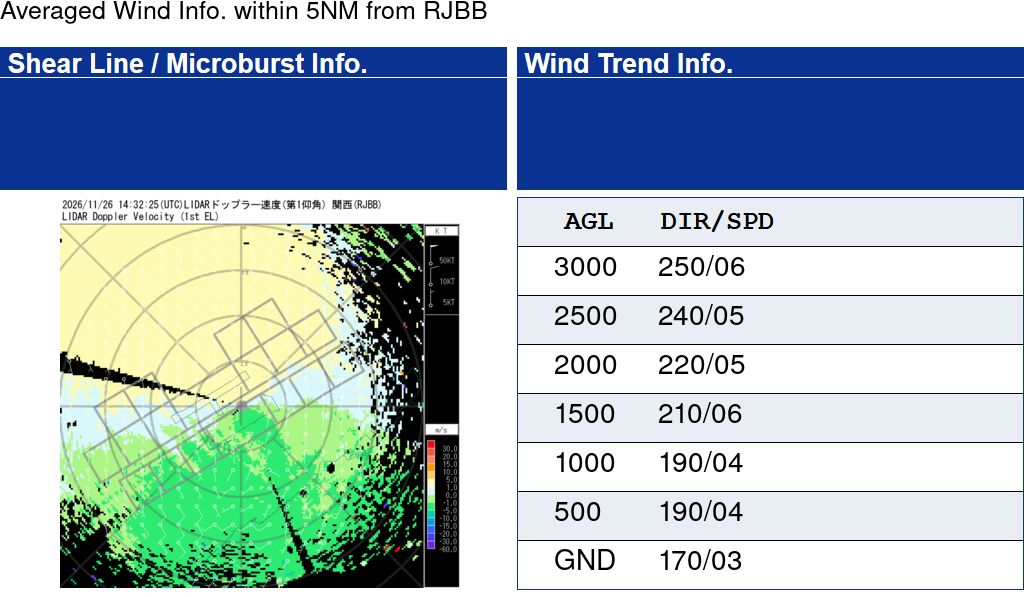 Averaged Wind Info. within 5NM from RJBB
Shear Line / Microburst Info.
Wind Trend Info.
2026/11/26 14:32:25(UTC)LIDARドップラー速度(第1仰角) 関西(RJBB)
LIDAR Doppler Velocity (1st EL)
K T
50KT
10KT
5KT
m/s
30.0
20.0
15.0
10.0
5.0
1.0
0.0
-1.0
-5.0
-10.0
-15.0
-20.0
-30.0
-60.0
AGL DIR/SPD
3000 250/06
2500 240/05
2000 220/05
1500 210/06
1000 190/04
500 190/04
GND 170/03